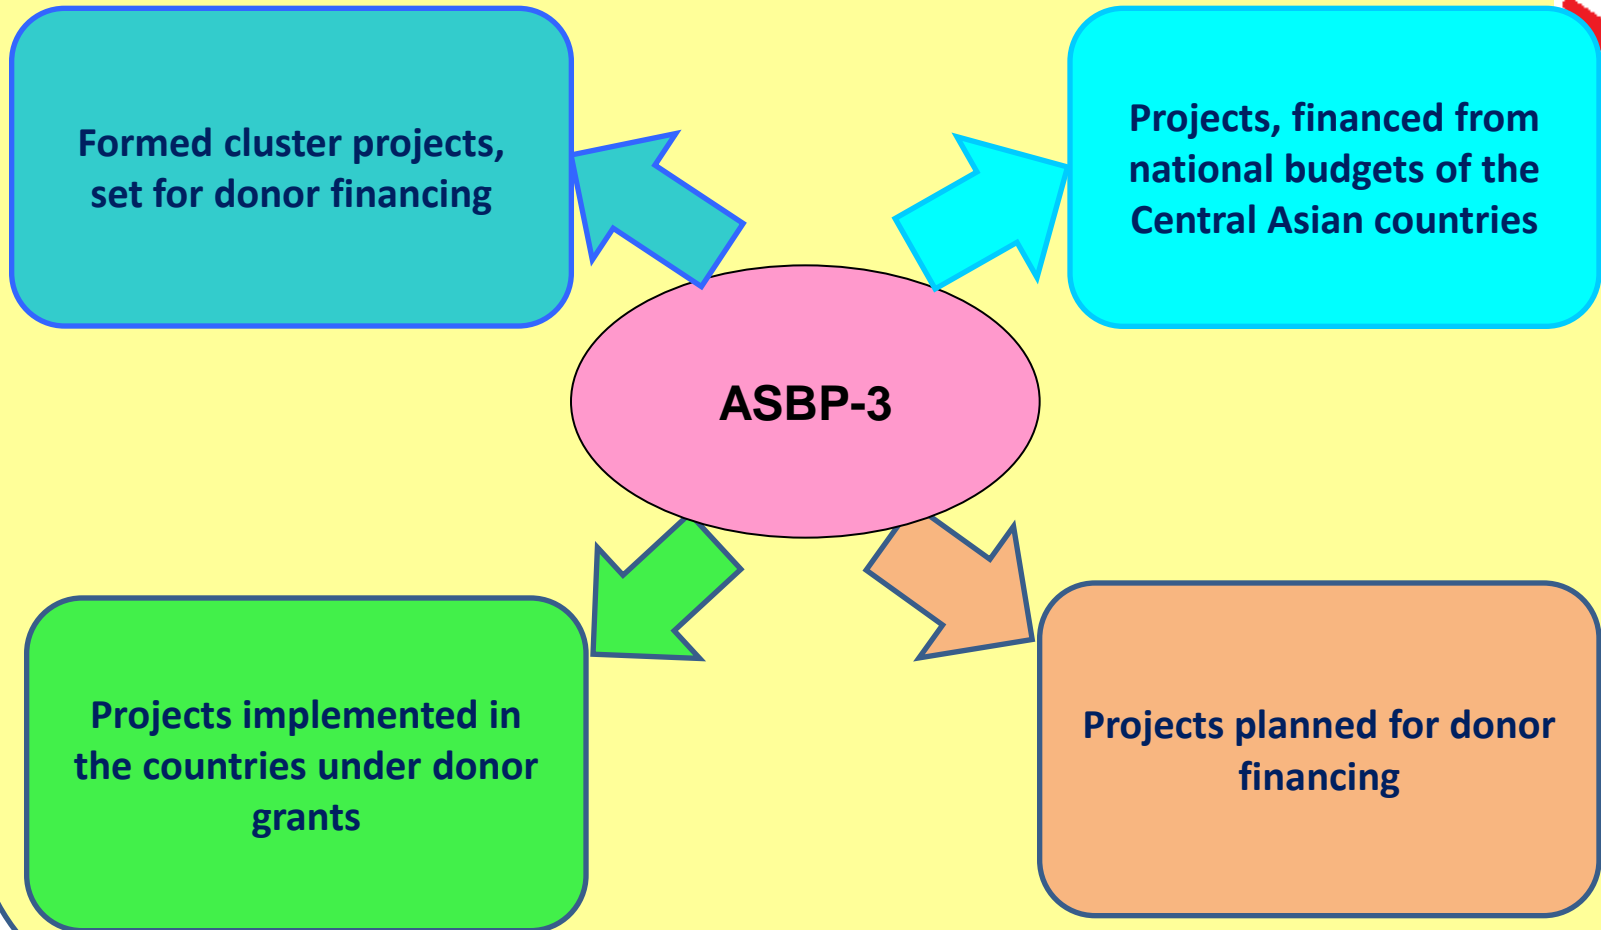 Formed cluster projects,
set for donor financing
Projects, financed from
national budgets of the
Central Asian countries
ASBP-3
Projects implemented in
the countries under donor
grants
Projects planned for donor
financing